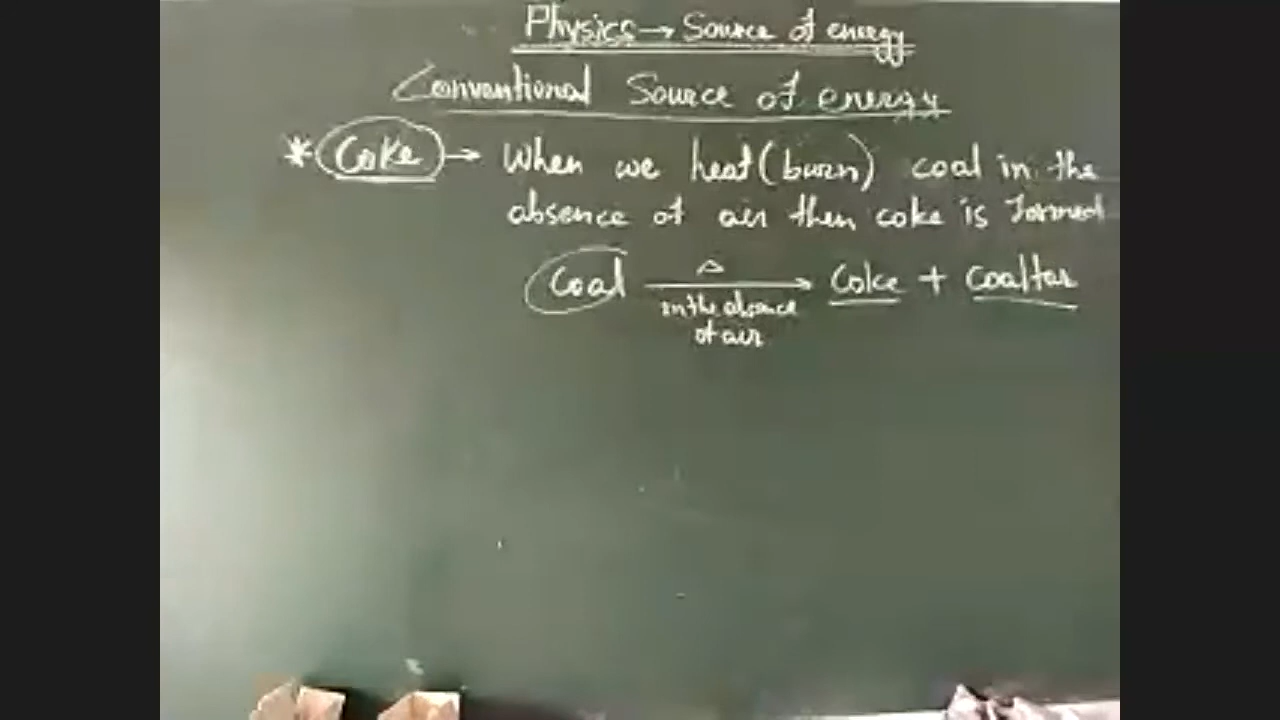 Physics → Source of energy
Conventional Source of energy
* Coke → When we heat (burn) coal in the
absence of air then coke is formed
Coal △ → Coke + Coaltar
in the absence
of air